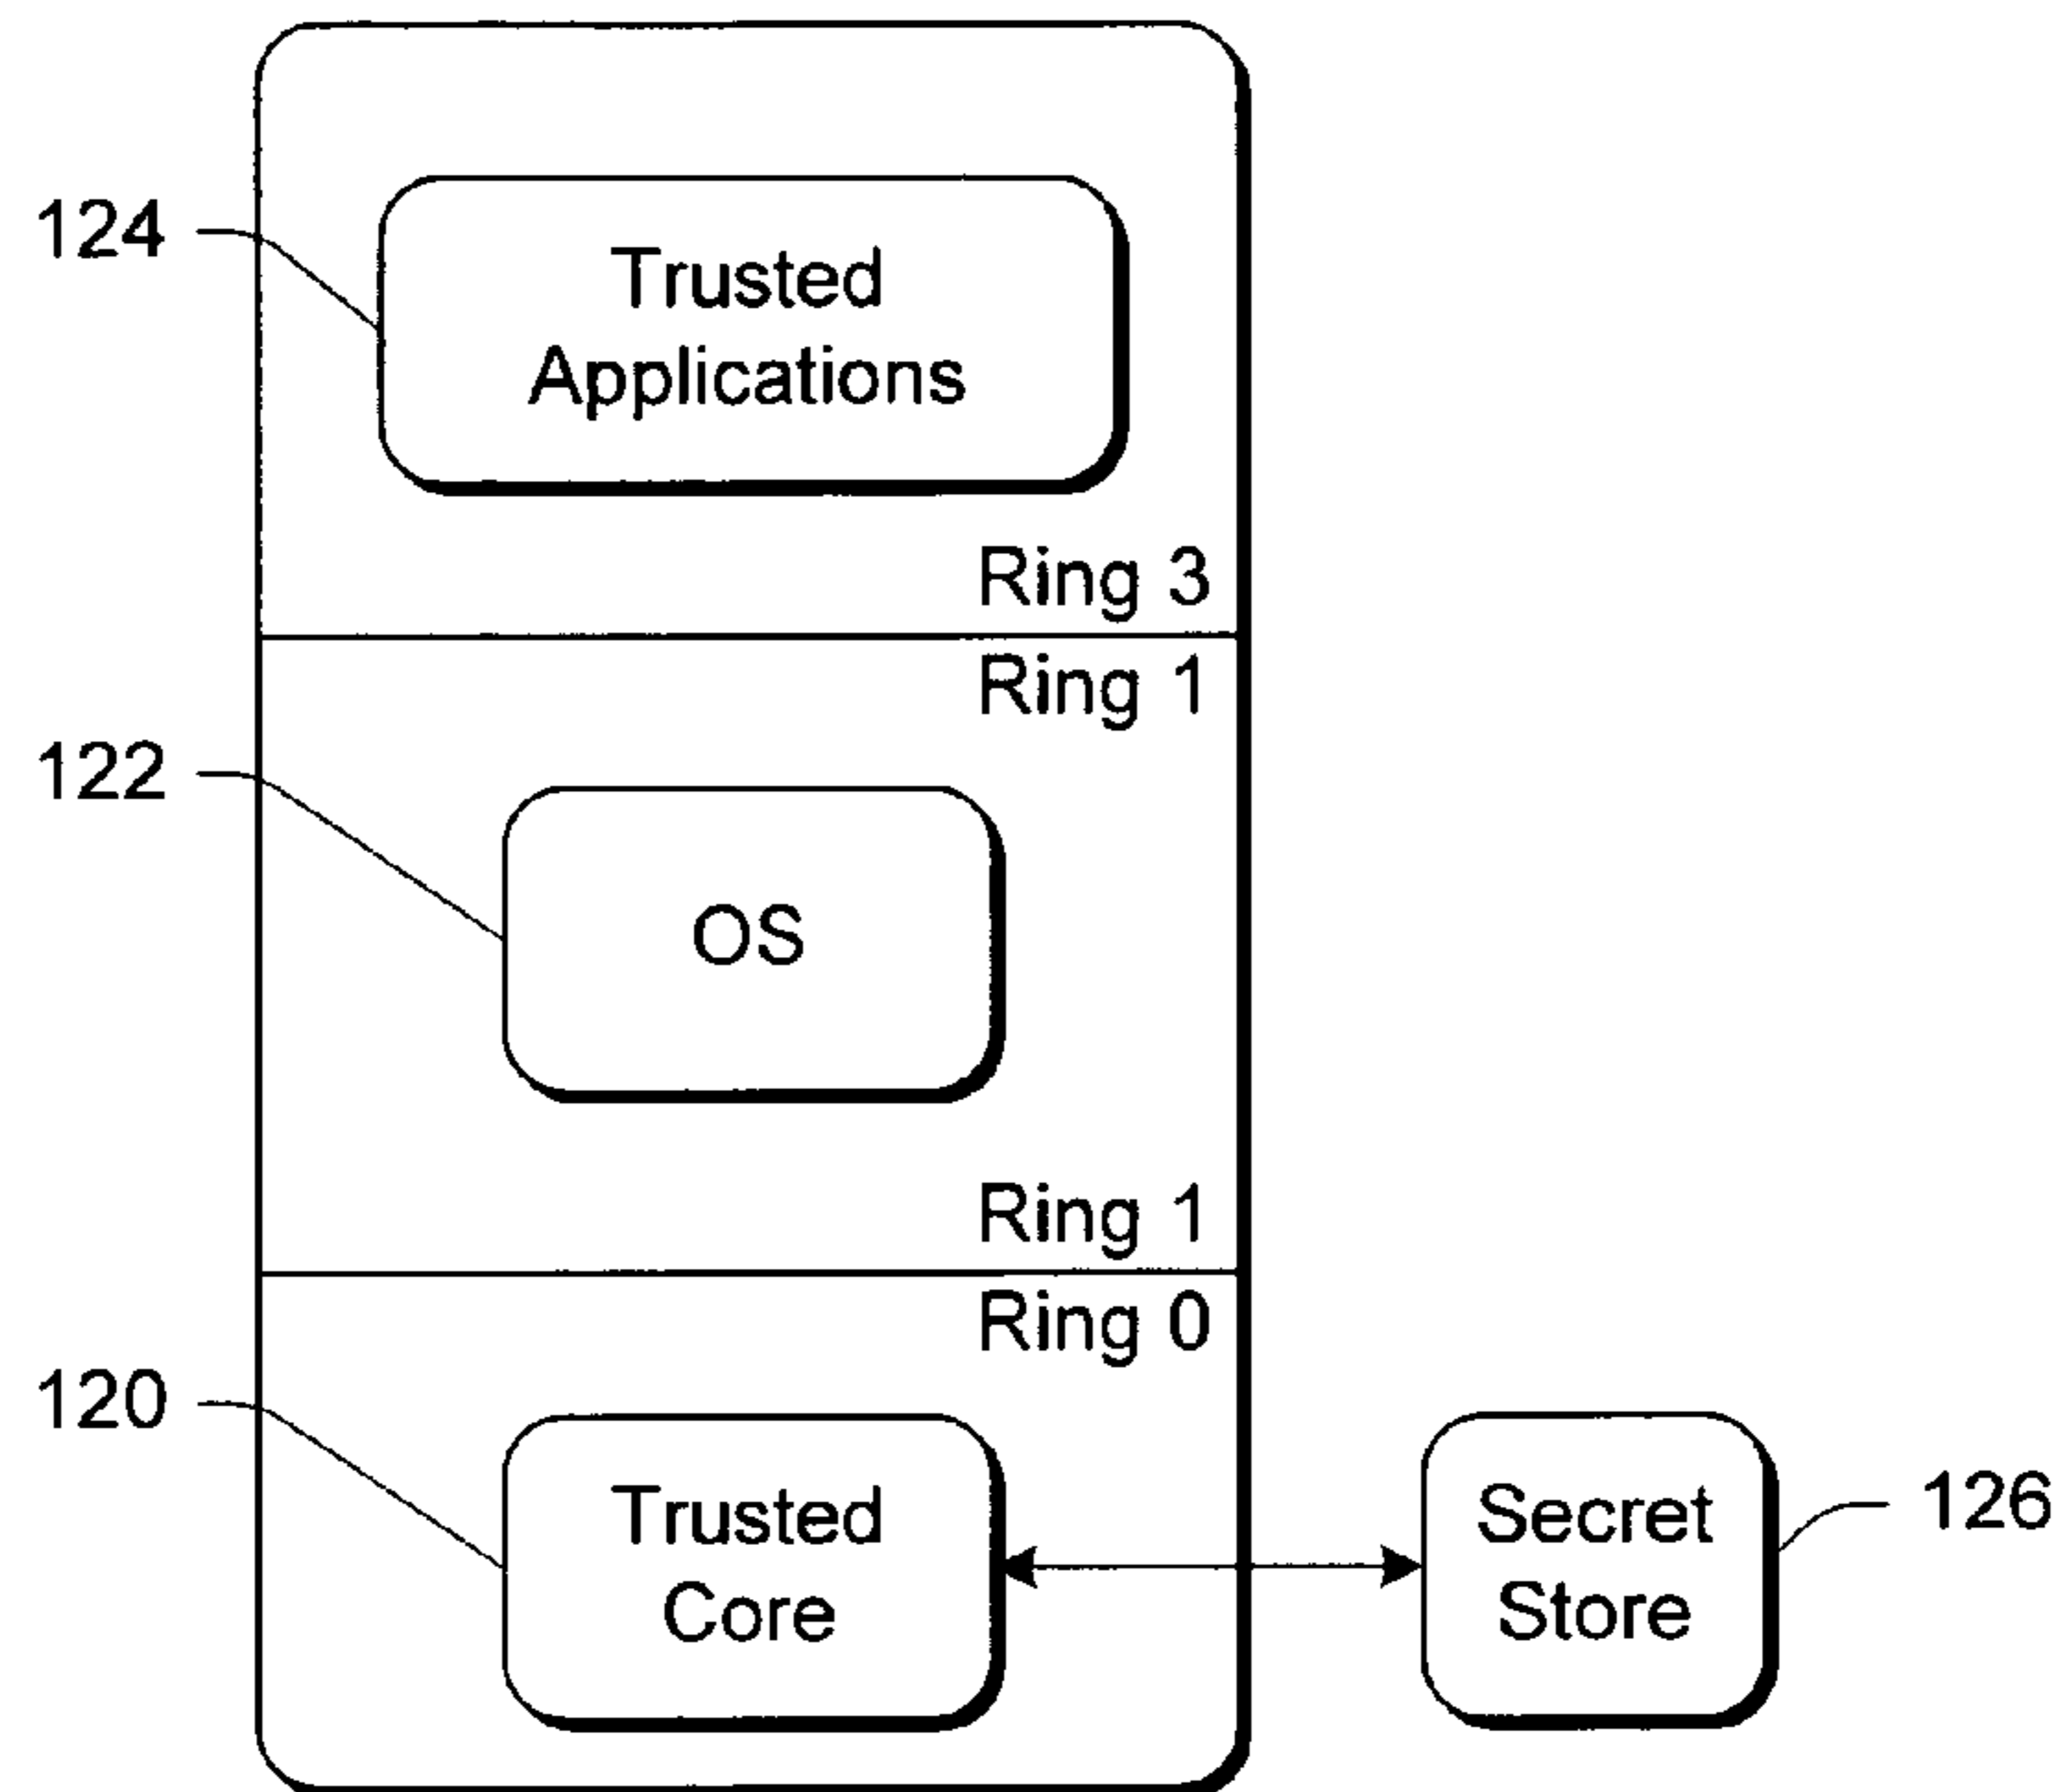 124
Trusted
Applications
Ring 3
Ring 1
122
OS
Ring 1
Ring 0
120
Trusted
Core
Secret
Store
126